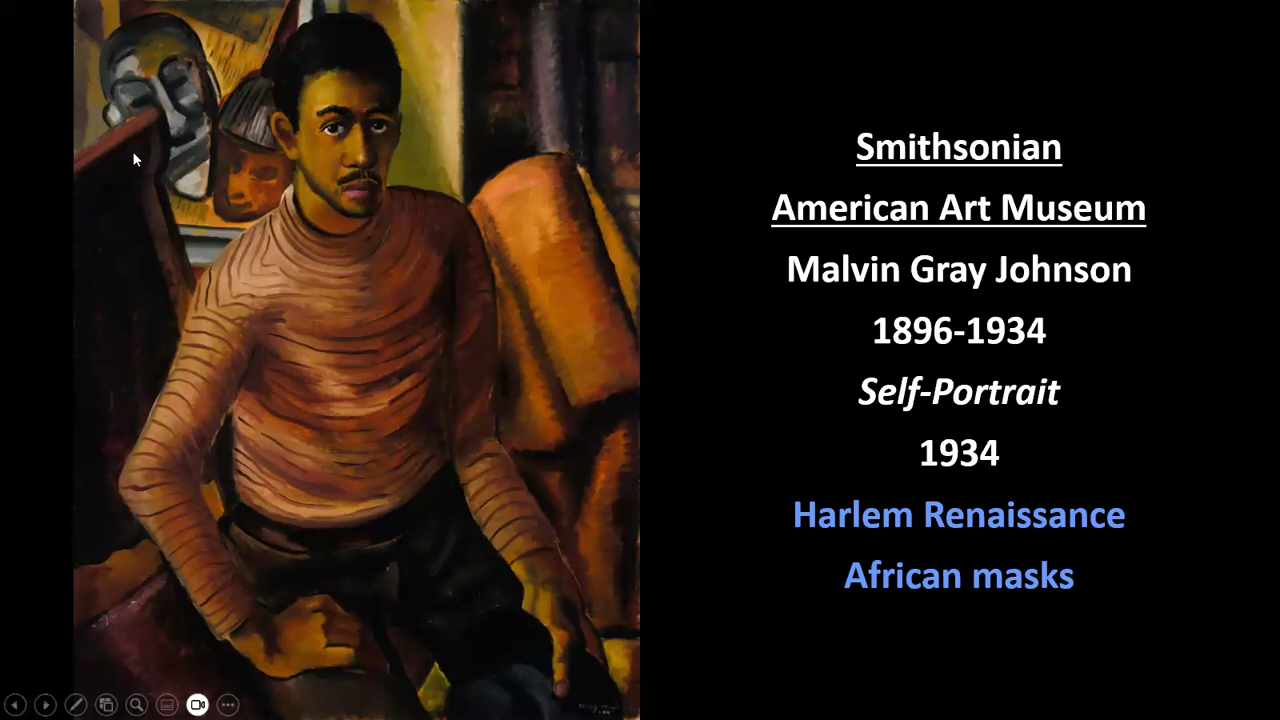 Smithsonian
American Art Museum
Malvin Gray Johnson
1896-1934
Self-Portrait
1934
Harlem Renaissance
African masks